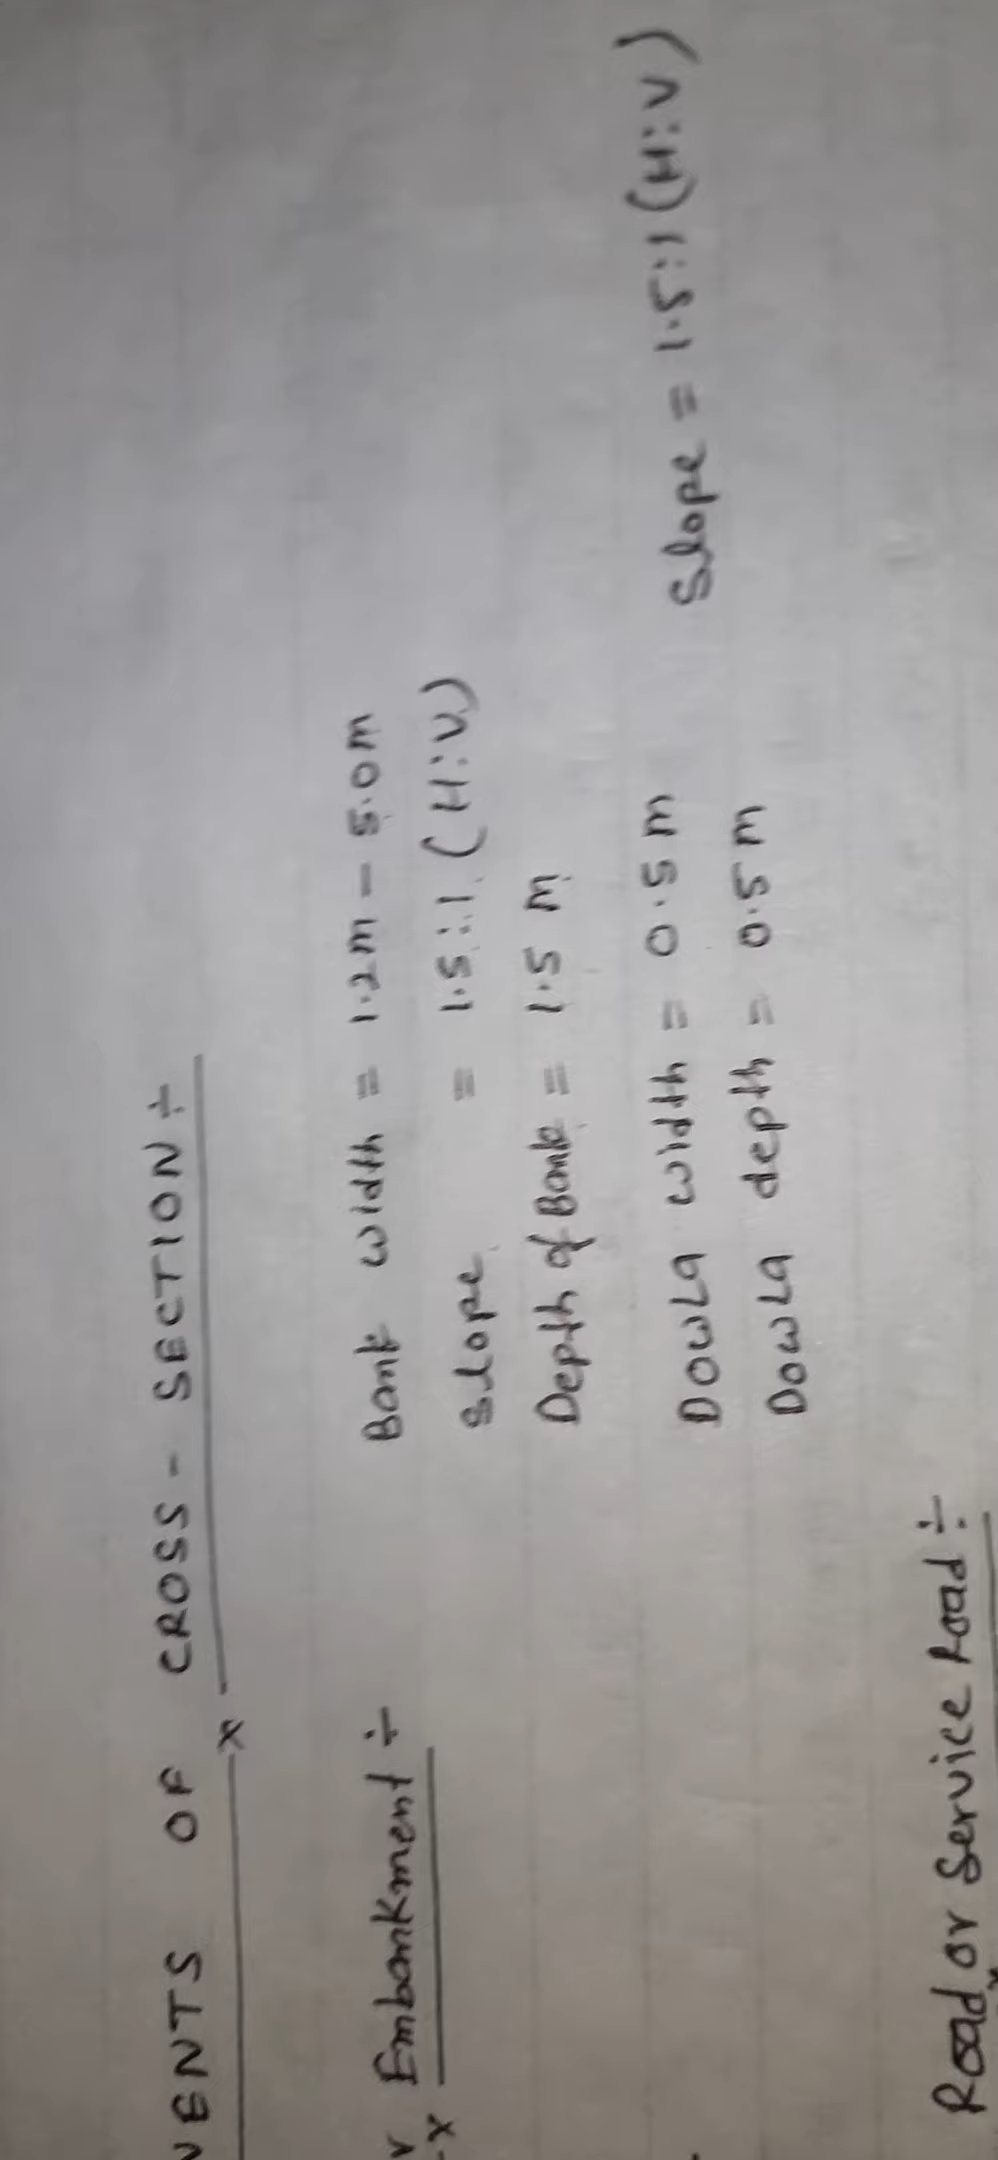 NENTS OF CROSS - SECTION ÷
r Embankment ÷
Bank width = 1.2m - 5.0m
Slope = 1.5:1 (H:V)
Depth of Bank = 1.5 m
Dowla width = 0.5 m Slope = 1.5:1 (H:V)
Dowla depth = 0.5 m
Road or Service Road ÷